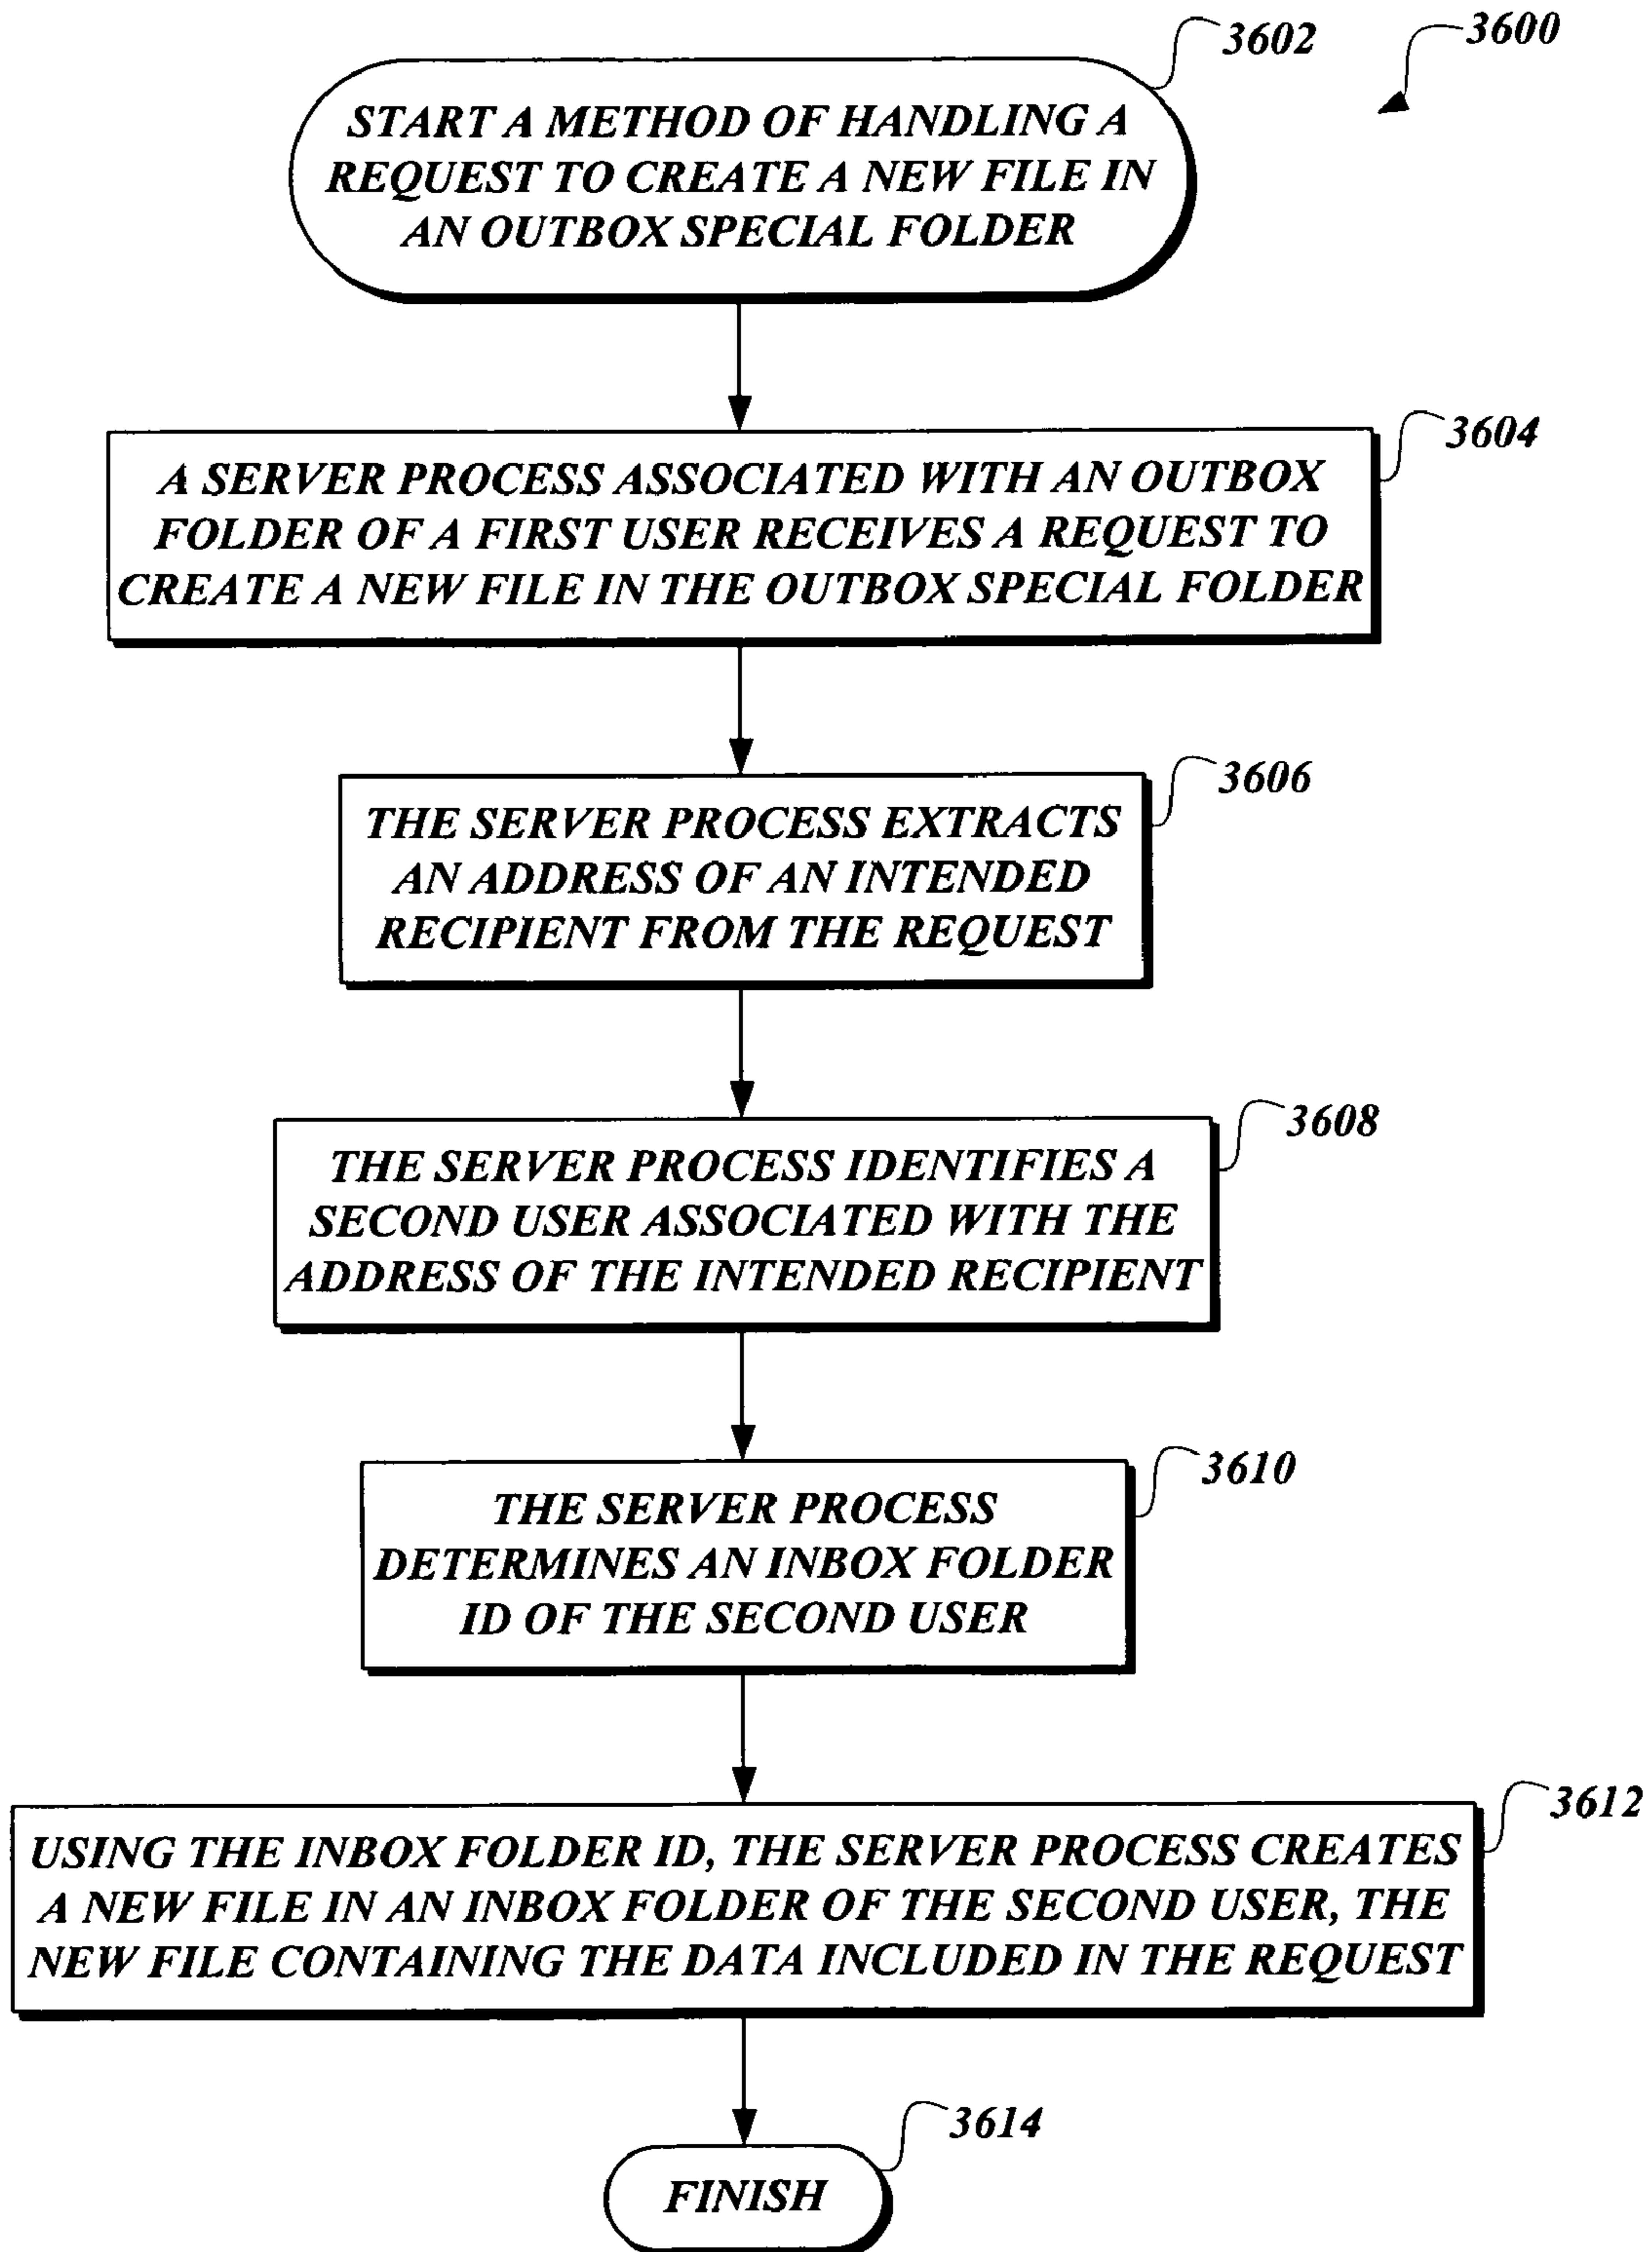 3602
3600
START A METHOD OF HANDLING A
REQUEST TO CREATE A NEW FILE IN
AN OUTBOX SPECIAL FOLDER
3604
A SERVER PROCESS ASSOCIATED WITH AN OUTBOX
FOLDER OF A FIRST USER RECEIVES A REQUEST TO
CREATE A NEW FILE IN THE OUTBOX SPECIAL FOLDER
3606
THE SERVER PROCESS EXTRACTS
AN ADDRESS OF AN INTENDED
RECIPIENT FROM THE REQUEST
3608
THE SERVER PROCESS IDENTIFIES A
SECOND USER ASSOCIATED WITH THE
ADDRESS OF THE INTENDED RECIPIENT
3610
THE SERVER PROCESS
DETERMINES AN INBOX FOLDER
ID OF THE SECOND USER
3612
USING THE INBOX FOLDER ID, THE SERVER PROCESS CREATES
A NEW FILE IN AN INBOX FOLDER OF THE SECOND USER, THE
NEW FILE CONTAINING THE DATA INCLUDED IN THE REQUEST
3614
FINISH